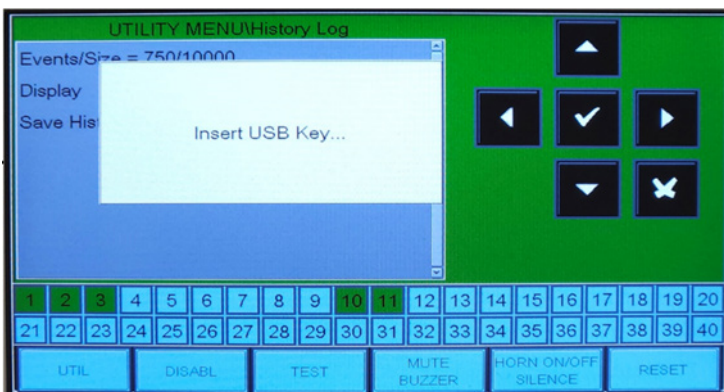 UTILITY MENU\History Log
Events/Size = 750/10000
Display
Save His
Insert USB Key...
1 2 3 4 5 6 7 8 9 10 11 12 13 14 15 16 17 18 19 20
21 22 23 24 25 26 27 28 29 30 31 32 33 34 35 36 37 38 39 40
UTIL DISABL TEST MUTE BUZZER HORN ON/OFF SILENCE RESET